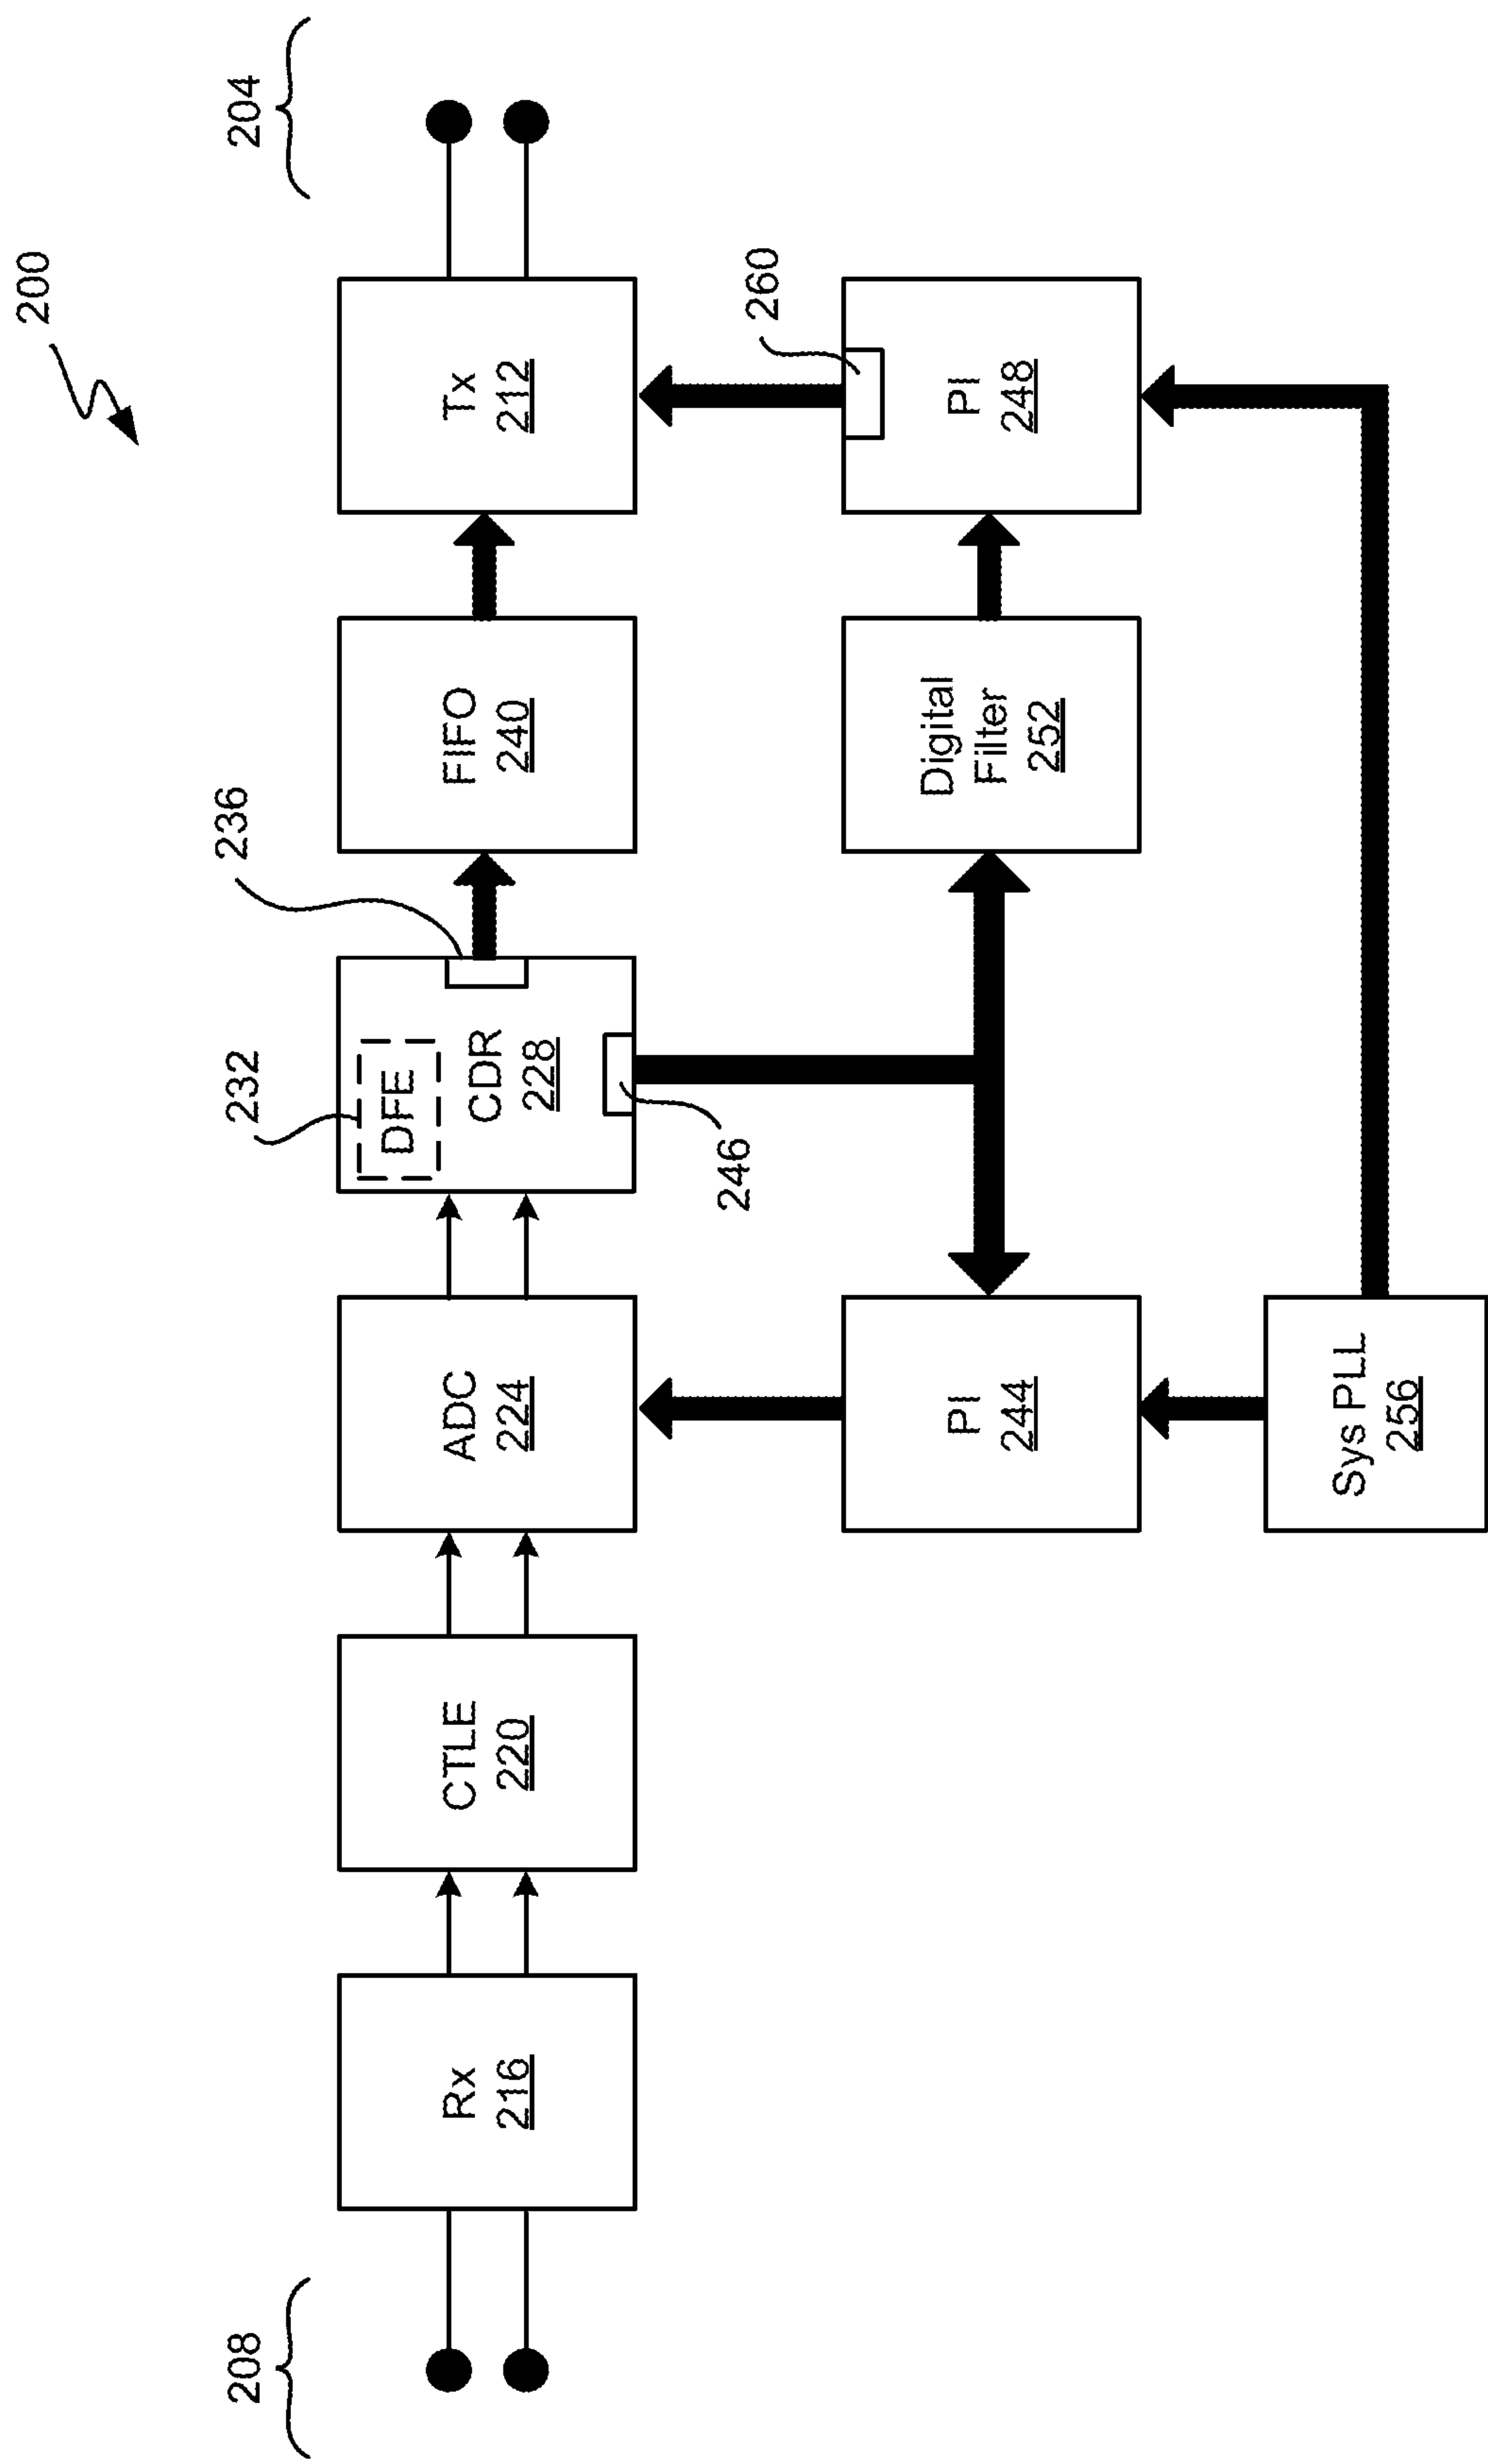 200
204
208
232
236
Rx
216
CTLE
220
ADC
224
DFE
CDR
228
FIFO
240
Tx
212
246
260
PI
244
Digital
Filter
252
PI
248
Sys PLL
256